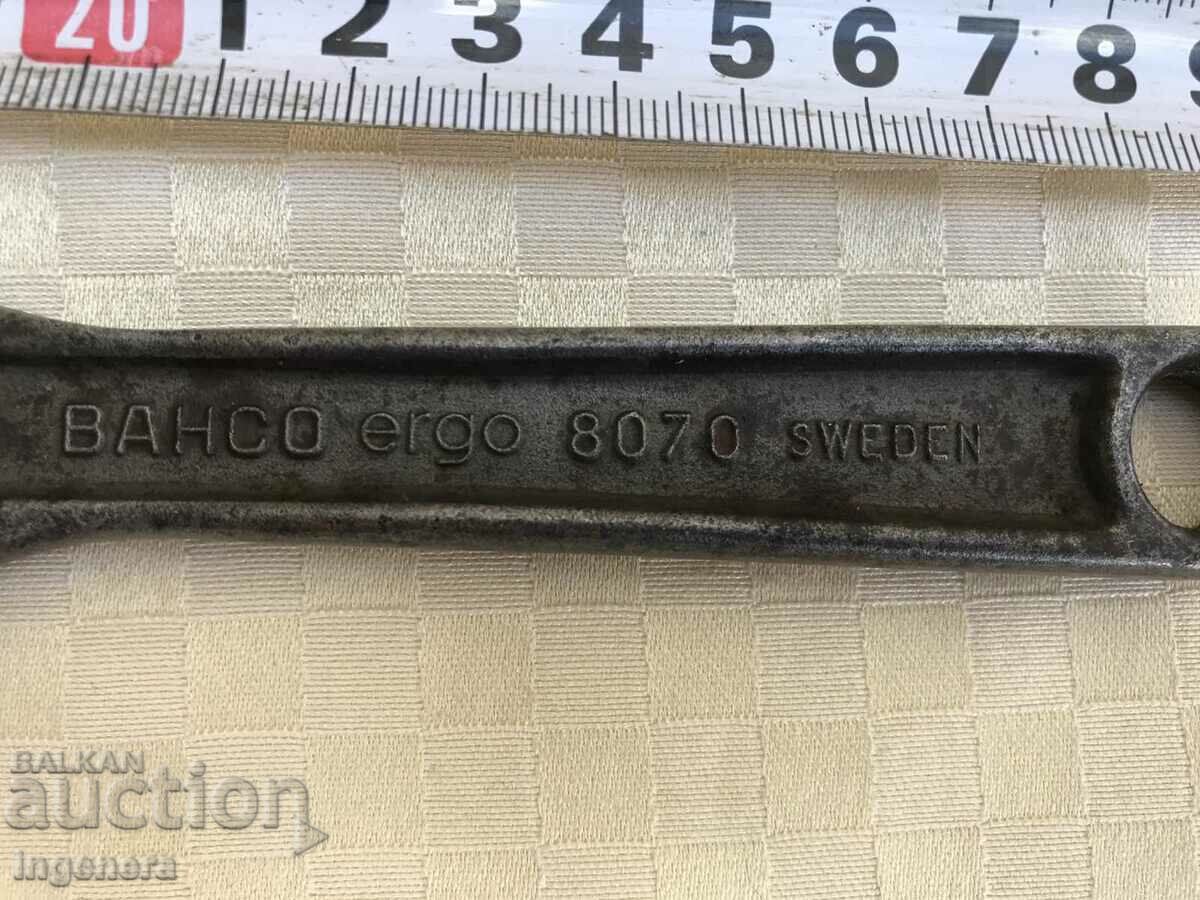 20 1 2 3 4 5 6 7 8 9
BAHCO ergo 8070 SWEDEN
BALKAN
auction
ingenera